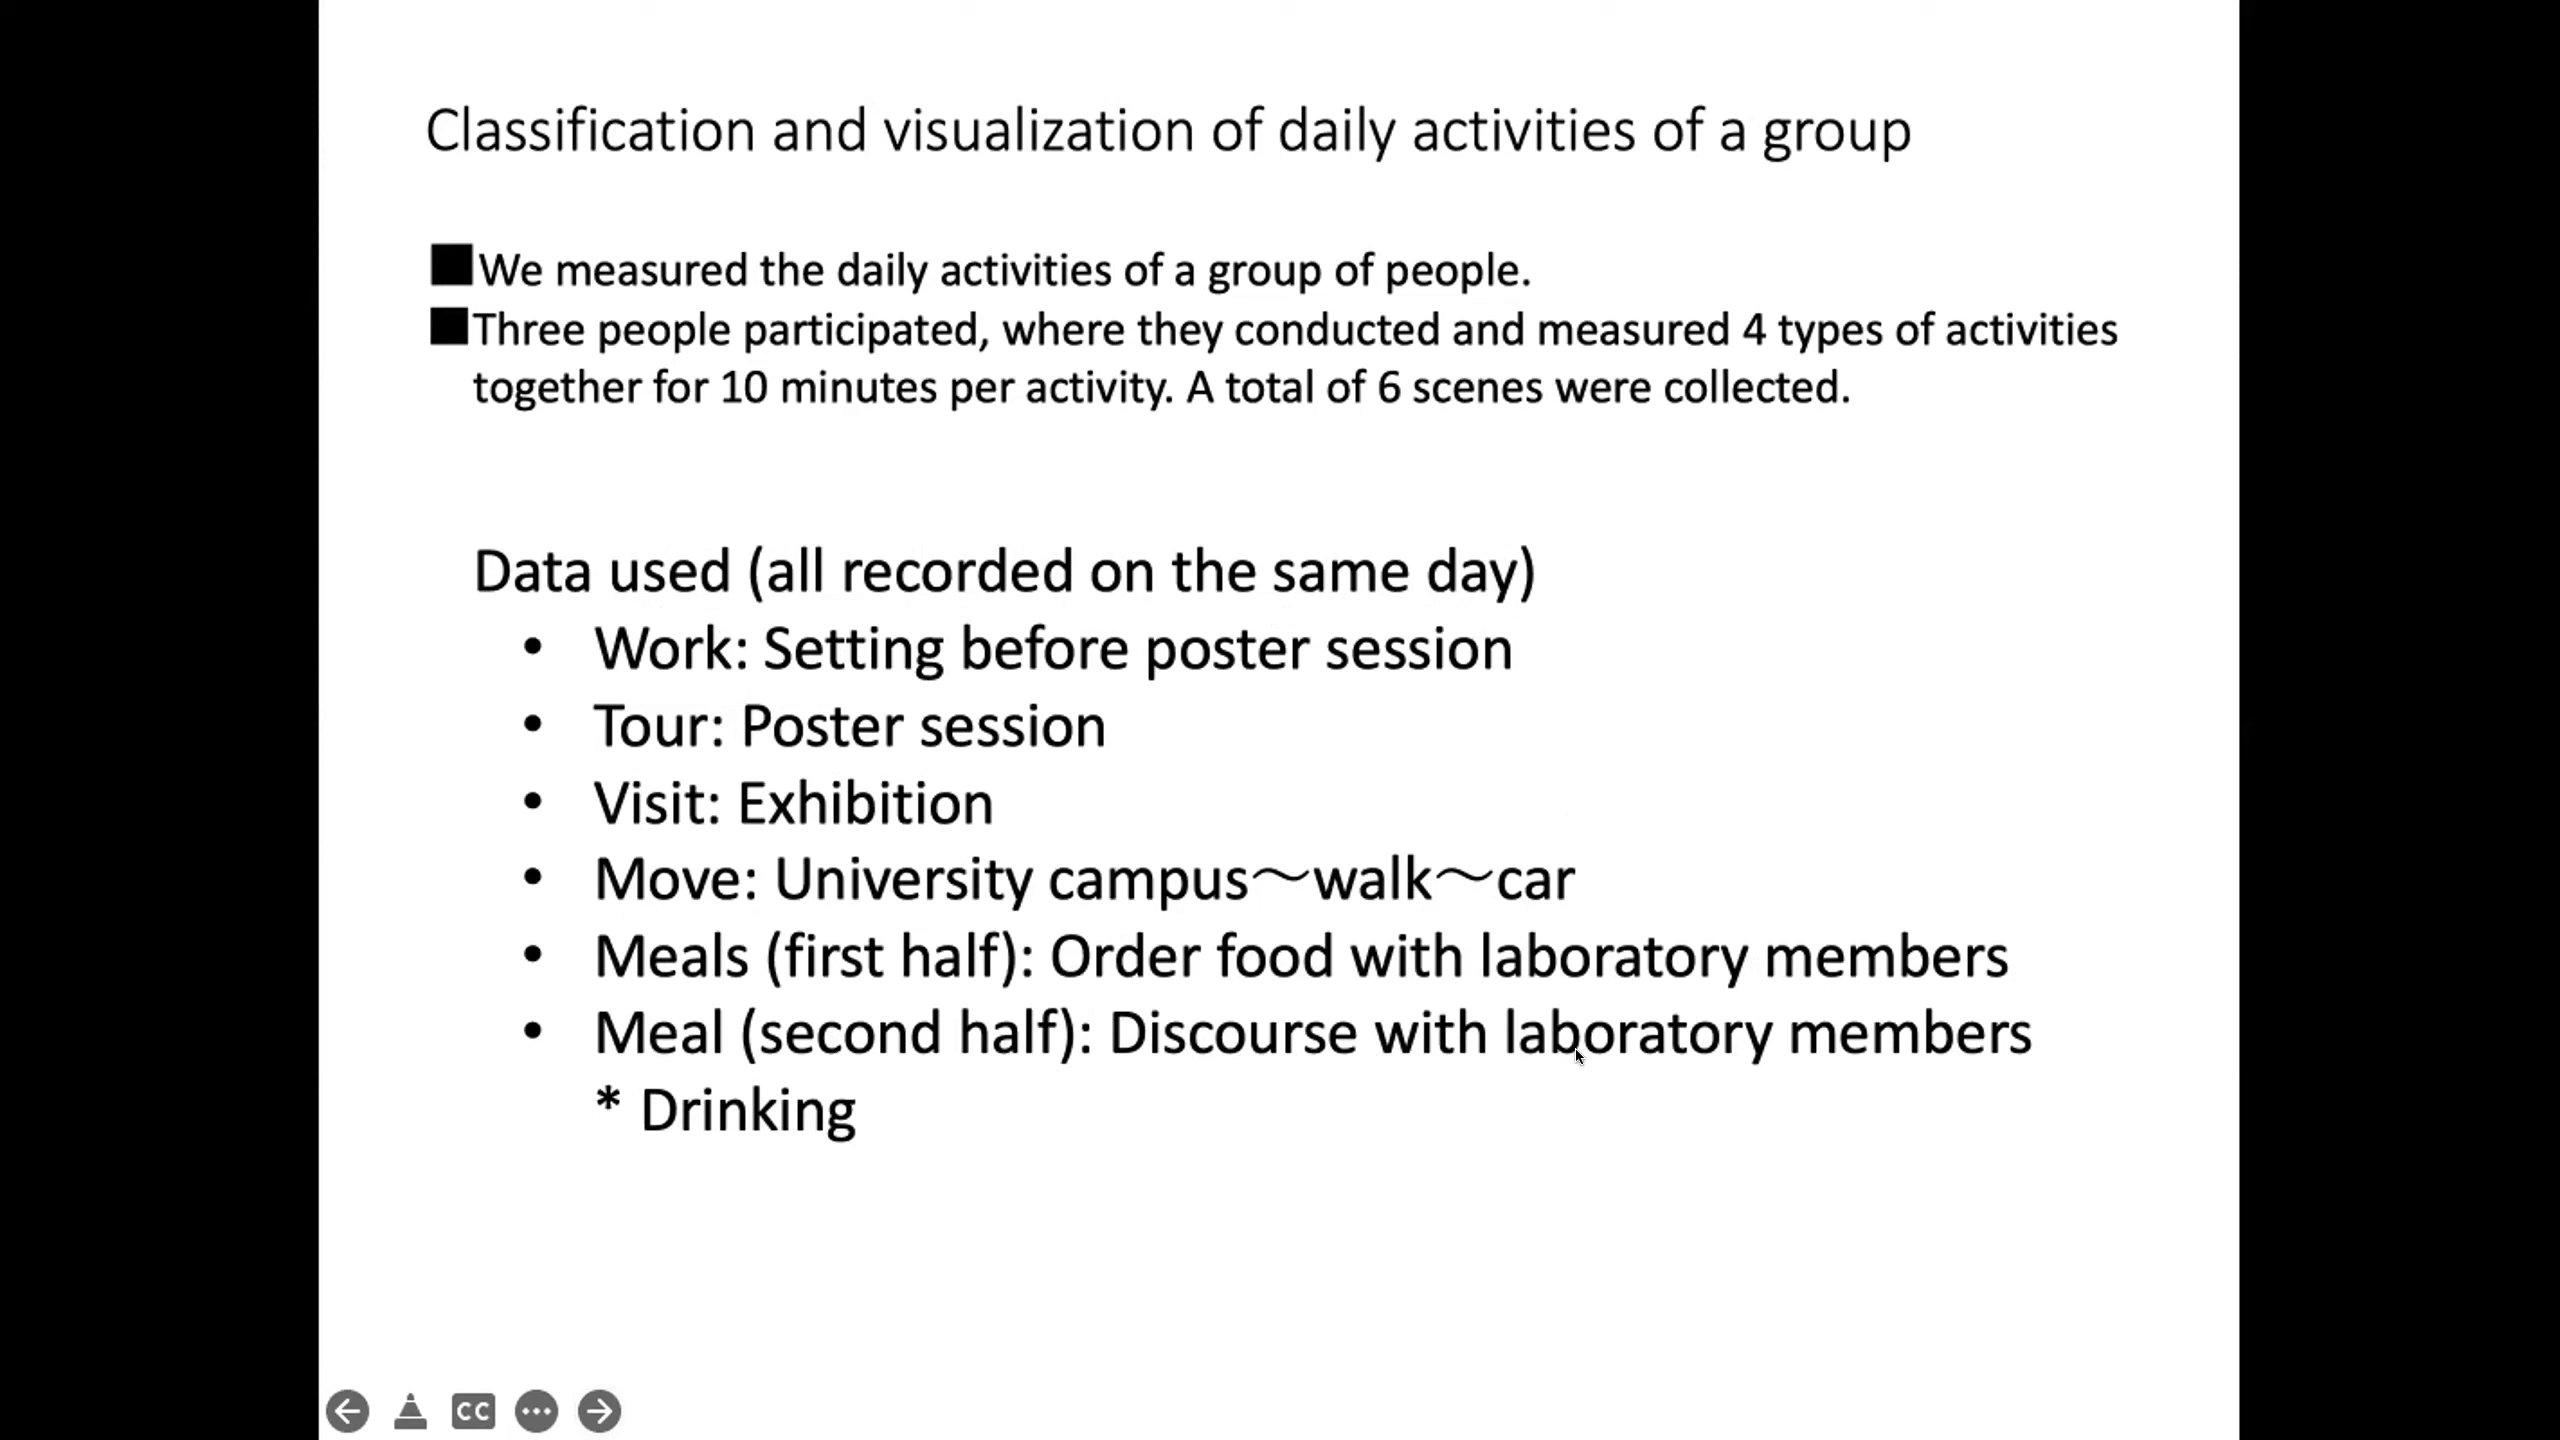 Classification and visualization of daily activities of a group
■We measured the daily activities of a group of people.
■Three people participated, where they conducted and measured 4 types of activities
together for 10 minutes per activity. A total of 6 scenes were collected.
Data used (all recorded on the same day)
• Work: Setting before poster session
• Tour: Poster session
• Visit: Exhibition
• Move: University campus～walk～car
• Meals (first half): Order food with laboratory members
• Meal (second half): Discourse with laboratory members
* Drinking
CC